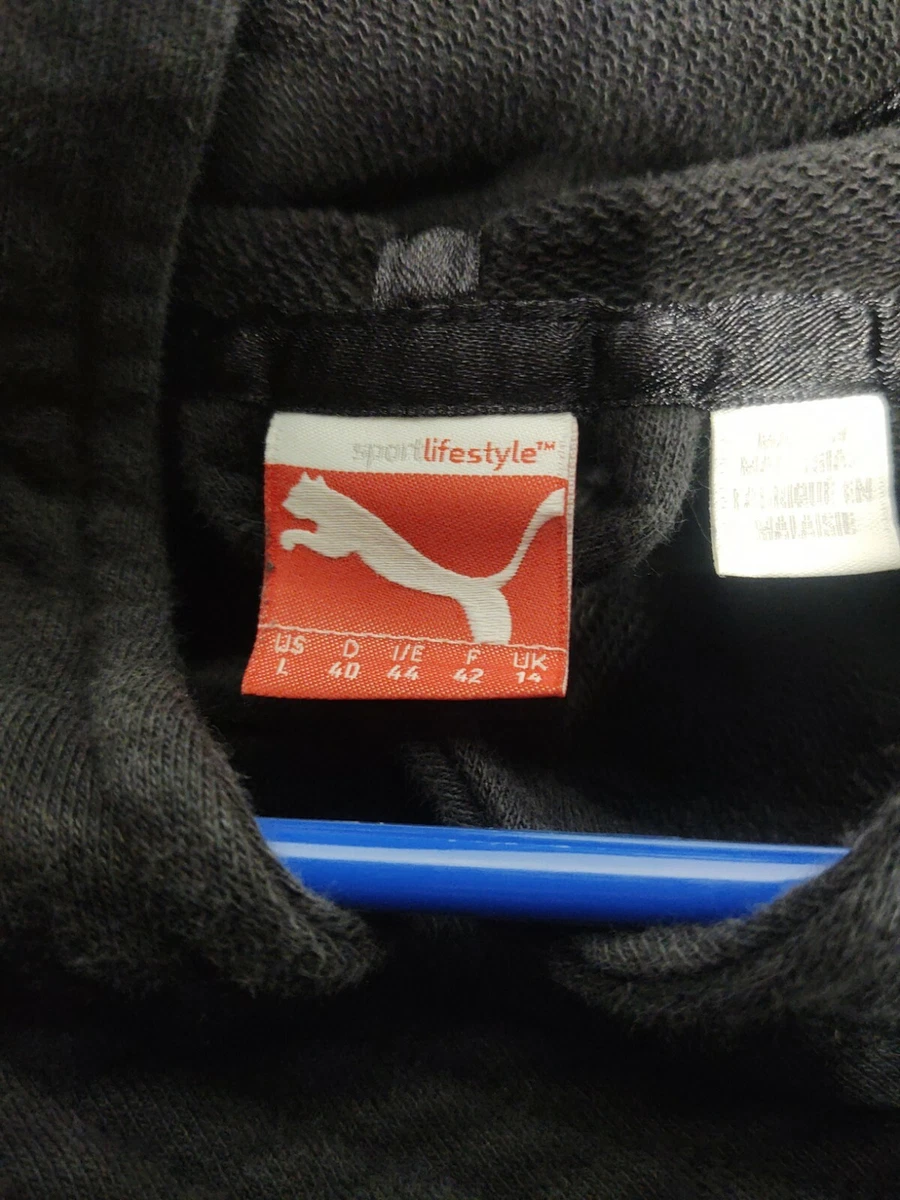 sportlifestyle™
US D I/E F UK
L 40 44 42 14
MALAISIE